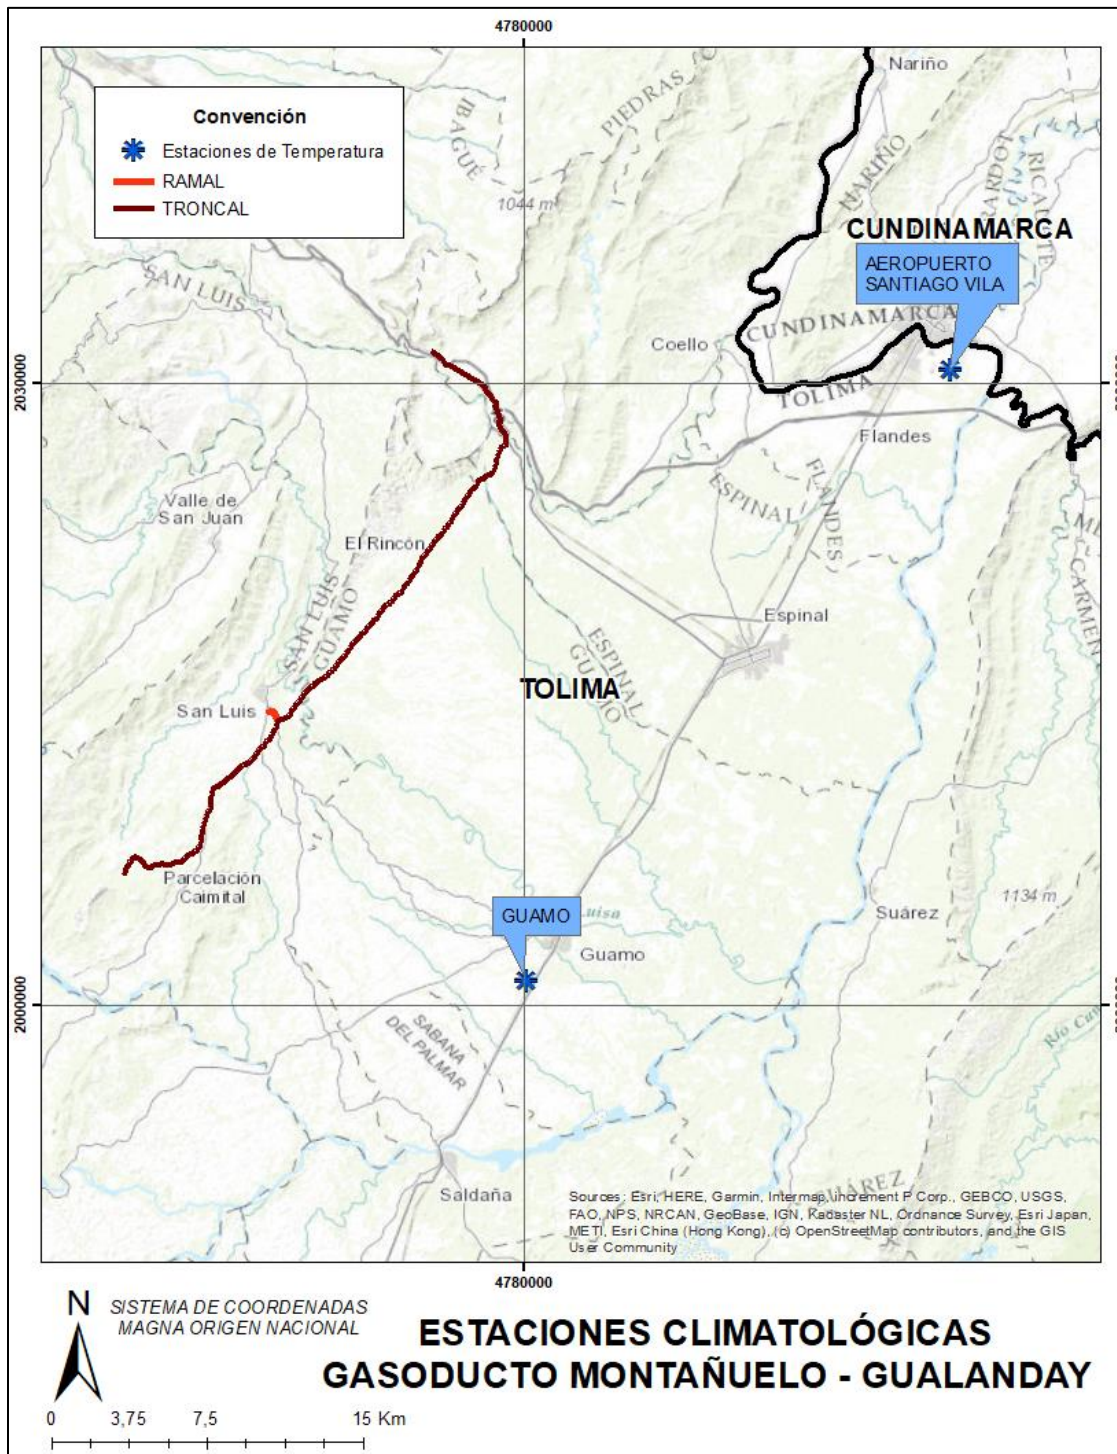 4780000
Nariño
Convención
Estaciones de Temperatura
RAMAL
TRONCAL
IBAGUÉ
PIEDRAS
1044 m
NARIÑO
RICAURTE
CUNDINAMARCA
AEROPUERTO
SANTIAGO VILA
SAN LUIS
CUNDINAMARCA
Coello
2030000
TOLIMA
Flandes
ESPINAL
FLANDES
Valle de
San Juan
El Rincón
CARMEN
SAN LUIS
GUAMO
Espinal
ESPINAL
GUAMO
TOLIMA
San Luis
Parcelación
Caimital
1134 m
GUAMO
Luisa
Suárez
Guamo
2000000
SABANA
DEL PALMAR
Río
Saldaña
SUÁREZ
Sources: Esri, HERE, Garmin, Intermap, increment P Corp., GEBCO, USGS,
FAO, NPS, NRCAN, GeoBase, IGN, Kadaster NL, Ordnance Survey, Esri Japan,
METI, Esri China (Hong Kong), (c) OpenStreetMap contributors, and the GIS
User Community
4780000
N
SISTEMA DE COORDENADAS
MAGNA ORIGEN NACIONAL
ESTACIONES CLIMATOLÓGICAS
GASODUCTO MONTAÑUELO - GUALANDAY
0 3,75 7,5 15 Km